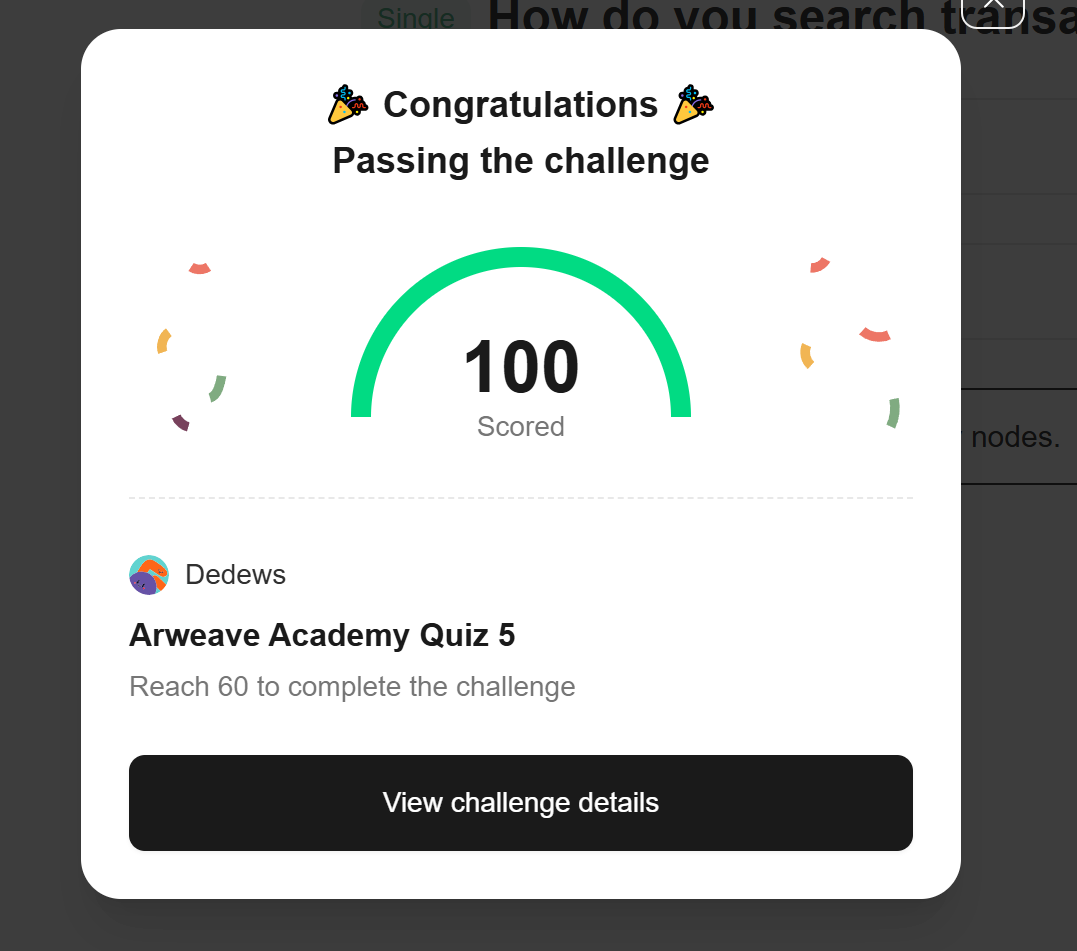 Single How do you search transa
🎉 Congratulations 🎉
Passing the challenge
100
Scored
nodes.
Dedews
Arweave Academy Quiz 5
Reach 60 to complete the challenge
View challenge details